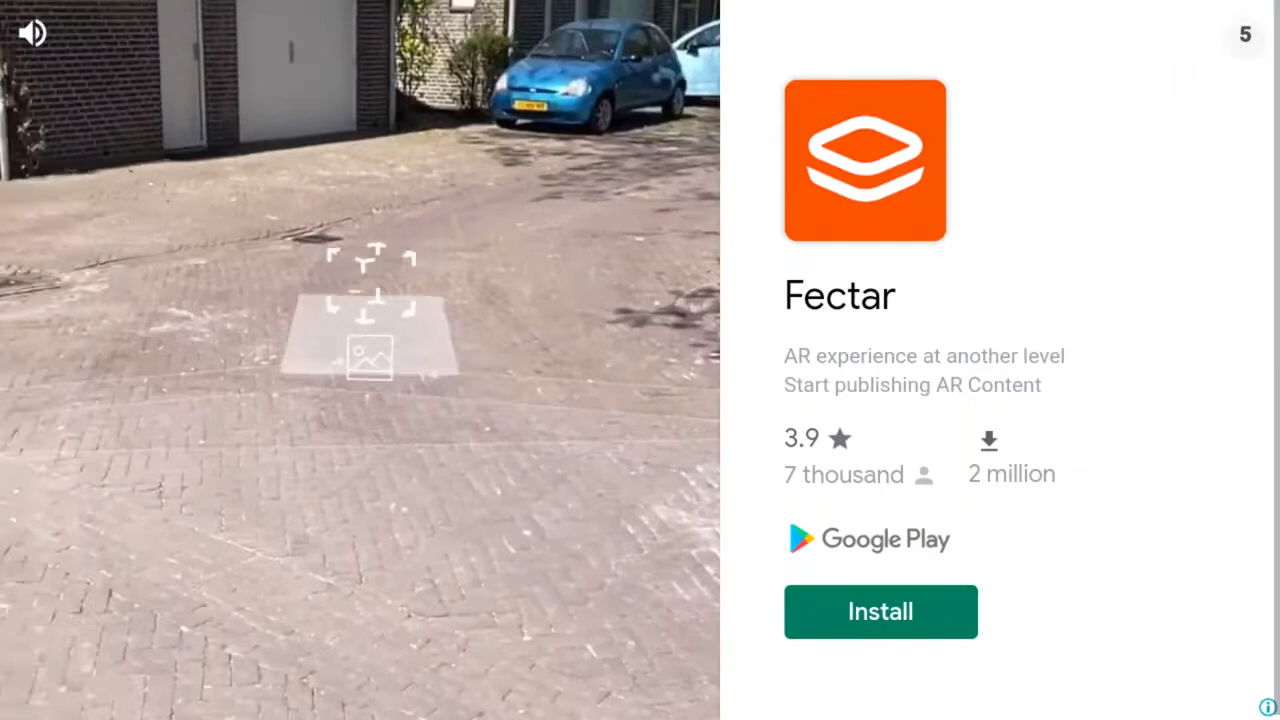 5
Fectar
AR experience at another level
Start publishing AR Content
3.9
7 thousand
2 million
Google Play
Install